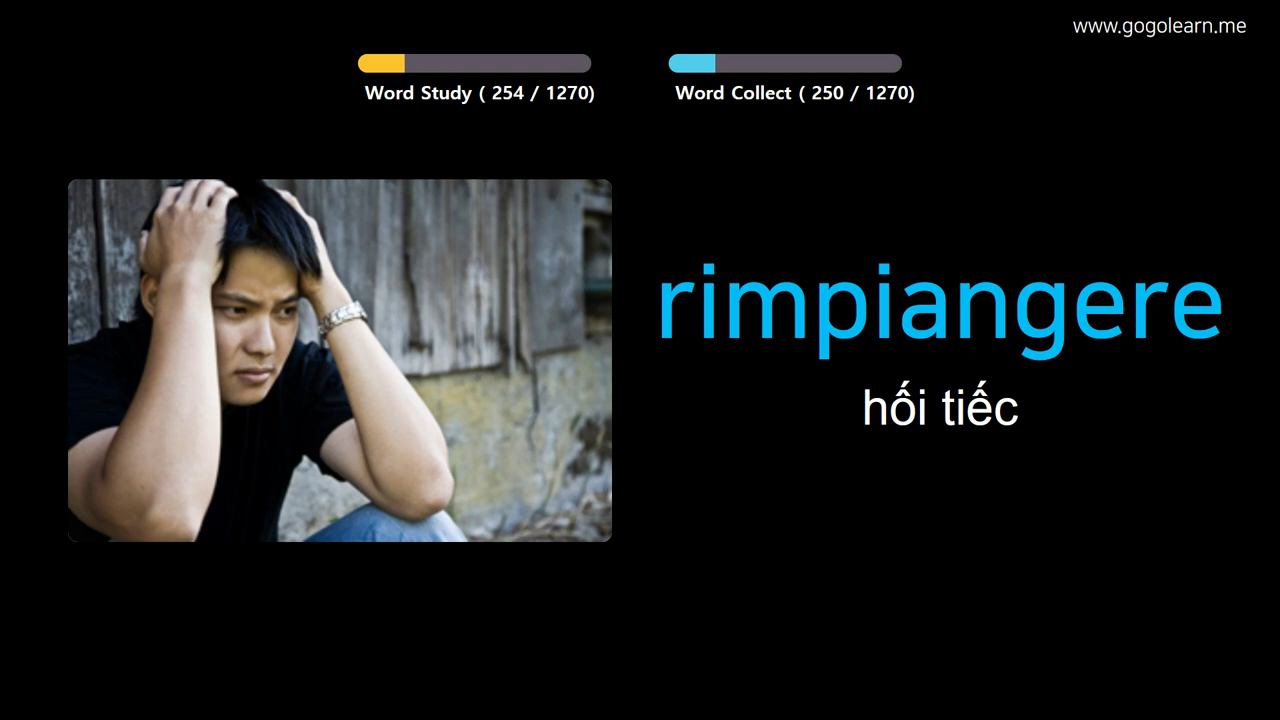 www.gogolearn.me
Word Study ( 254 / 1270)
Word Collect ( 250 / 1270)
rimpiangere
hối tiếc